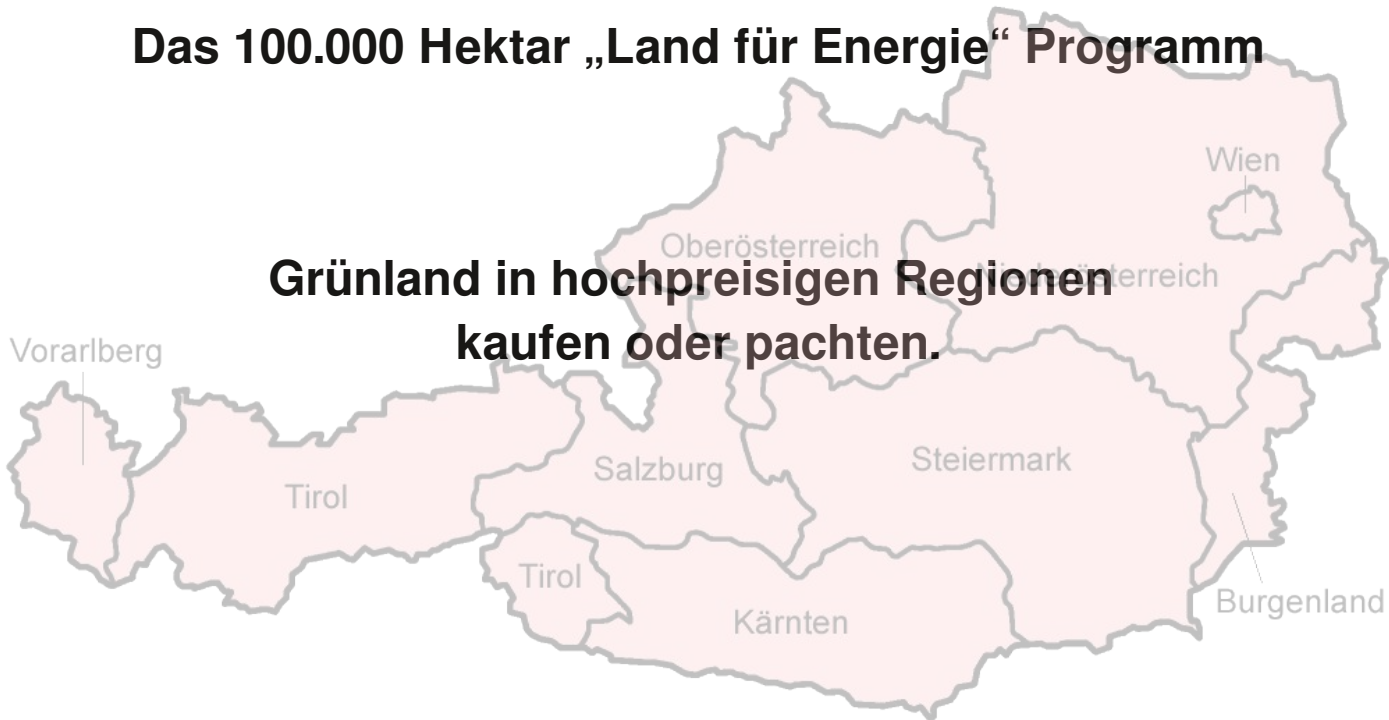 Das 100.000 Hektar „Land für Energie“ Programm
Wien
Oberösterreich
Grünland in hochpreisigen Regionen
Niederösterreich
kaufen oder pachten.
Vorarlberg
Steiermark
Salzburg
Tirol
Tirol
Burgenland
Kärnten